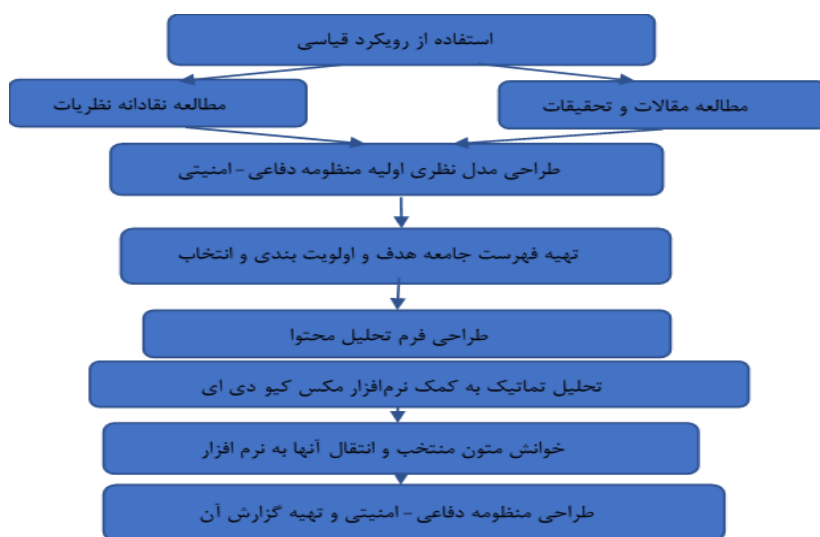 استفاده از رویکرد قیاسی
مطالعه مقالات و تحقیقات
مطالعه نقادانه نظریات
طراحی مدل نظری اولیه منظومه دفاعی-امنیتی
تهیه فهرست جامعه هدف و اولویت بندی و انتخاب
طراحی فرم تحلیل محتوا
تحلیل تماتیک به کمک نرم‌افزار مکس کیو دی ای
خوانش متون منتخب و انتقال آنها به نرم افزار
طراحی منظومه دفاعی-امنیتی و تهیه گزارش آن